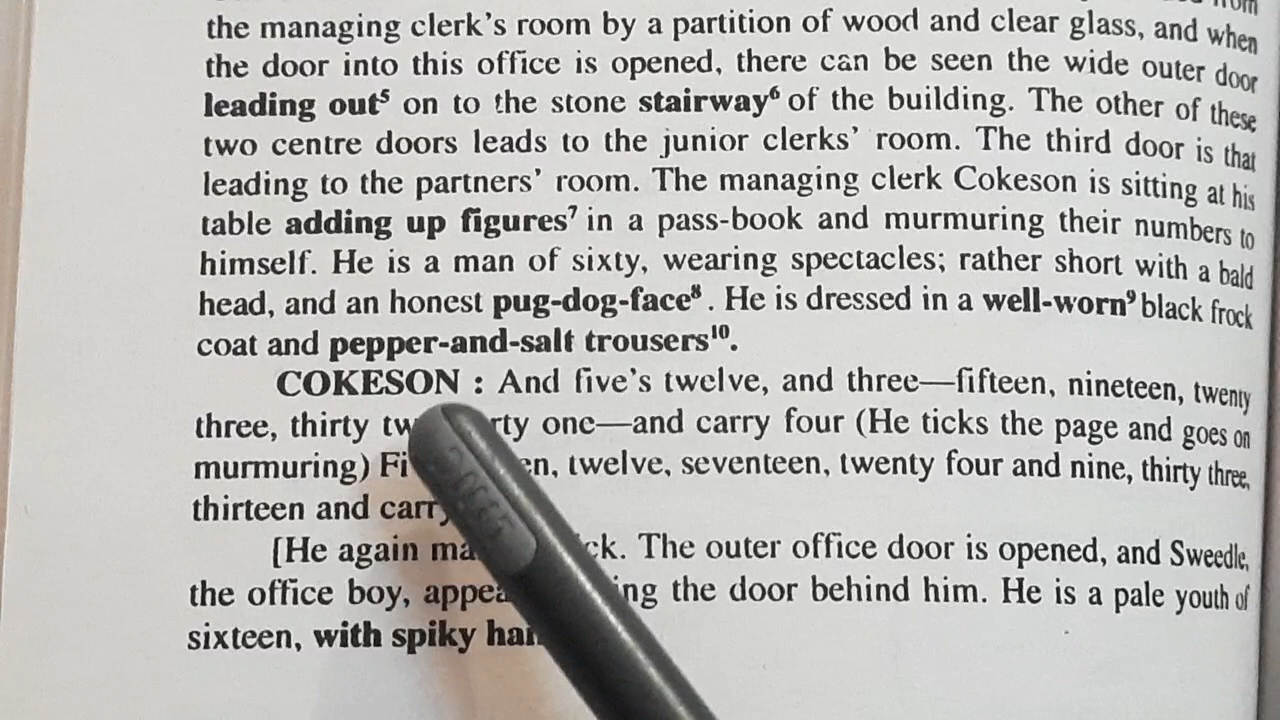 from
the managing clerk's room by a partition of wood and clear glass, and when
the door into this office is opened, there can be seen the wide outer door
leading out⁵ on to the stone stairway⁶ of the building. The other of these
two centre doors leads to the junior clerks' room. The third door is that
leading to the partners' room. The managing clerk Cokeson is sitting at his
table adding up figures⁷ in a pass-book and murmuring their numbers to
himself. He is a man of sixty, wearing spectacles; rather short with a bald
head, and an honest pug-dog-face⁸. He is dressed in a well-worn⁹ black frock
coat and pepper-and-salt trousers¹⁰.
COKESON : And five's twelve, and three—fifteen, nineteen, twenty
three, thirty one—and carry four (He ticks the page and goes on
murmuring) twelve, seventeen, twenty four and nine, thirty three,
thirteen and carry
[He again The outer office door is opened, and Sweedle,
the office boy, the door behind him. He is a pale youth of
sixteen, with spiky